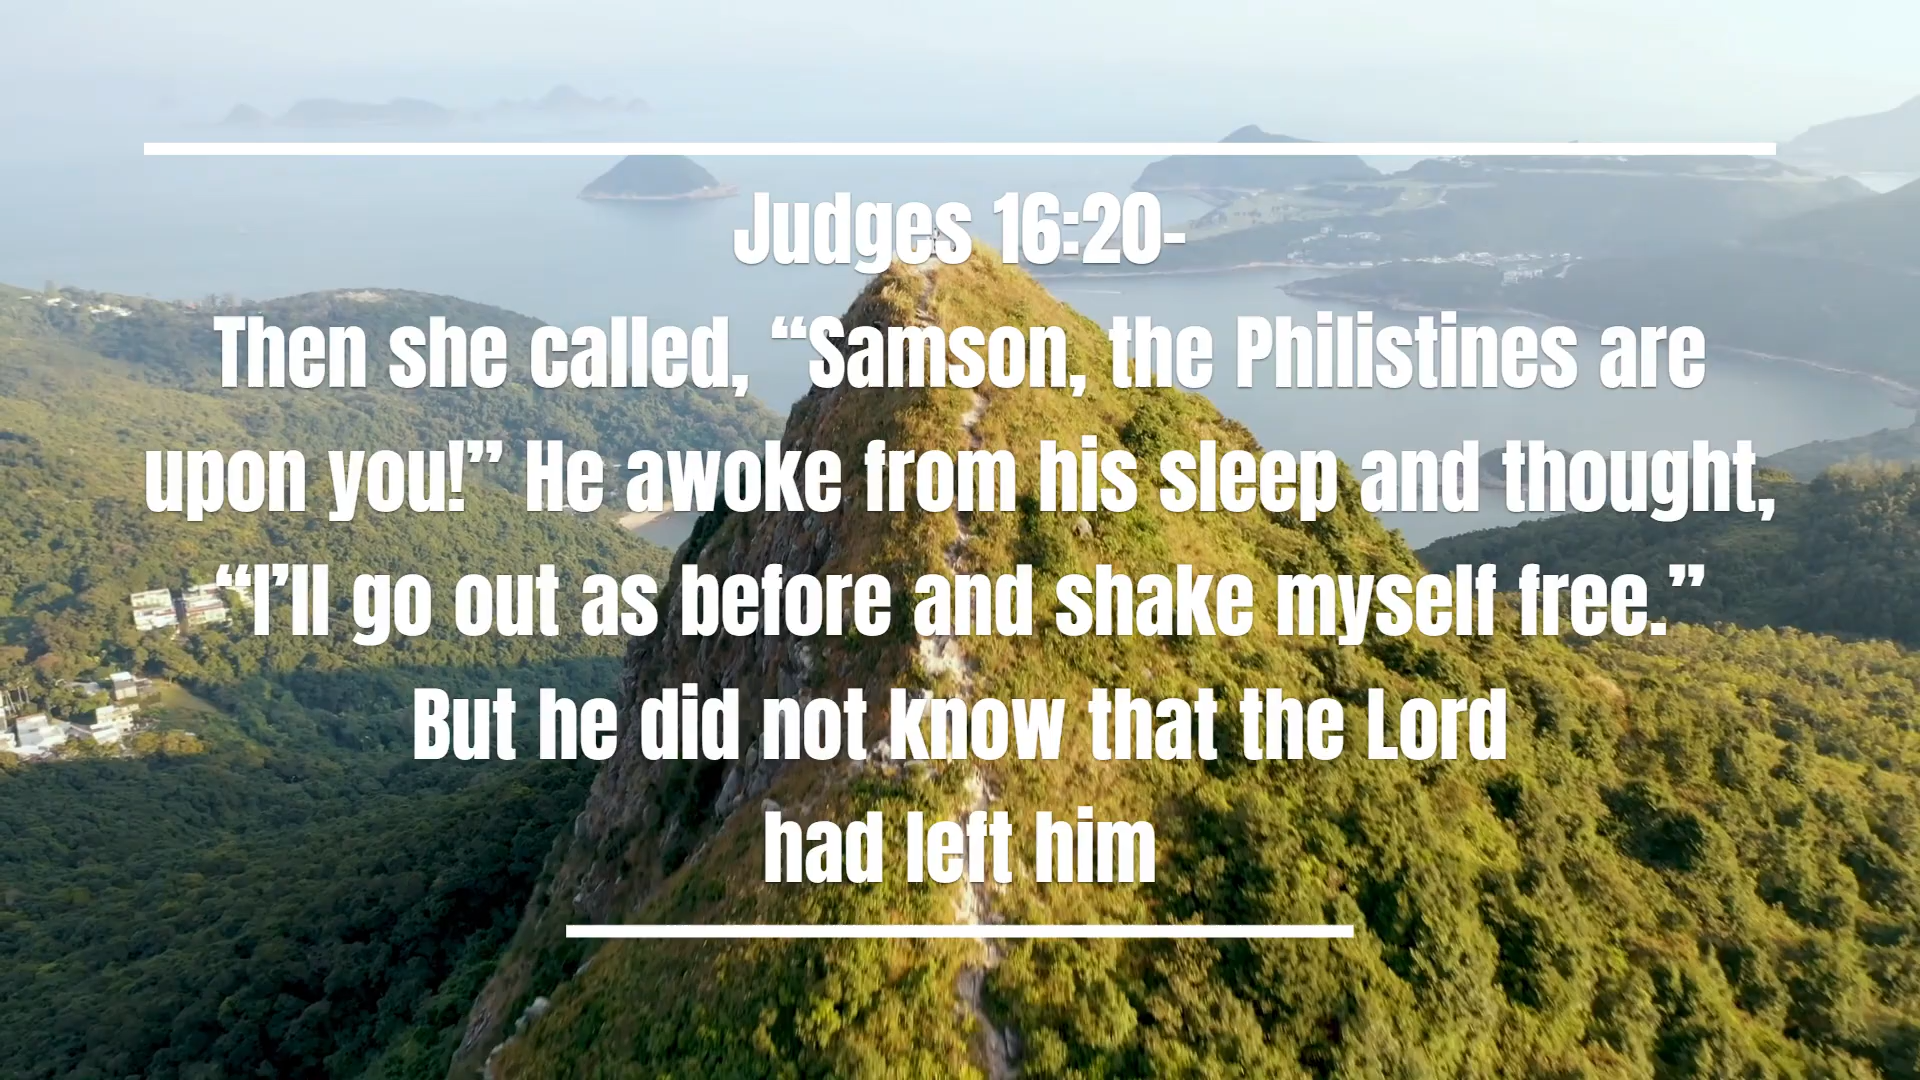 Judges 16:20-
Then she called, “Samson, the Philistines are
upon you!” He awoke from his sleep and thought,
“I’ll go out as before and shake myself free.”
But he did not know that the Lord
had left him